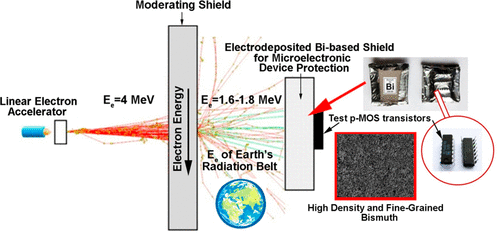 Moderating Shield
Electrodeposited Bi-based Shield
for Microelectronic
Device Protection
Linear Electron
Accelerator
Ee=4 MeV
Electron Energy
Ee=1.6-1.8 MeV
Bi
Test p-MOS transistors
Ee of Earth's
Radiation Belt
High Density and Fine-Grained
Bismuth